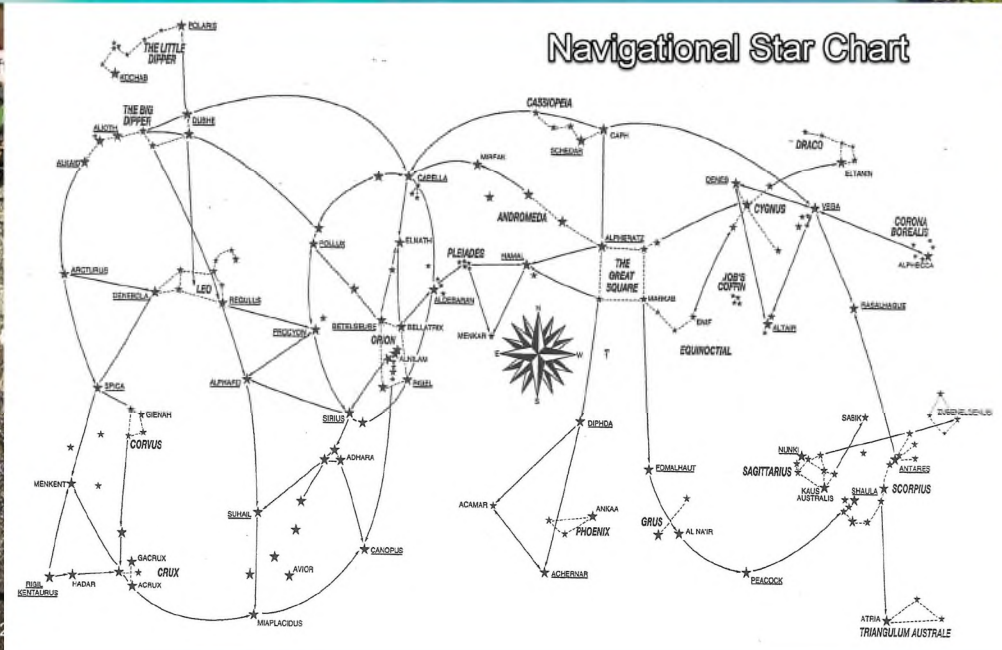 Navigational Star Chart
POLARIS
THE LITTLE
DIPPER
KOCHAB
THE BIG
DIPPER
DUBHE
ALIOTH
ALKAID
CASSIOPEIA
SCHEDAR
CAPH
DRACO
ELTANIN
MIRFAK
CAPELLA
DENEB
CYGNUS
VEGA
ANDROMEDA
CORONA
BOREALIS
ALPHECCA
POLLUX
ELNATH
PLEIADES
HAMAL
ALPHERATZ
THE
GREAT
SQUARE
JOB'S
COFFIN
ARCTURUS
DENEBOLA
LEO
REGULUS
ALDEBARAN
MARKAB
ENIF
ALTAIR
RASALHAGUE
PROCYON
BETELGEUSE
BELLATRIX
ORION
ALNILAM
MENKAR
N
E
W
S
EQUINOCTIAL
SPICA
ALPHARD
RIGEL
SIRIUS
GIENAH
CORVUS
DIPHDA
SABIK
MENKENT
ADHARA
FOMALHAUT
NUNKI
SAGITTARIUS
KAUS
AUSTRALIS
ANTARES
SHAULA
SCORPIUS
SUHAIL
ACAMAR
ANKAA
PHOENIX
GRUS
AL NA'IR
CANOPUS
GACRUX
CRUX
ACRUX
HADAR
RIGIL
KENTAURUS
AVIOR
ACHERNAR
PEACOCK
MIAPLACIDUS
ATRIA
TRIANGULUM AUSTRALE